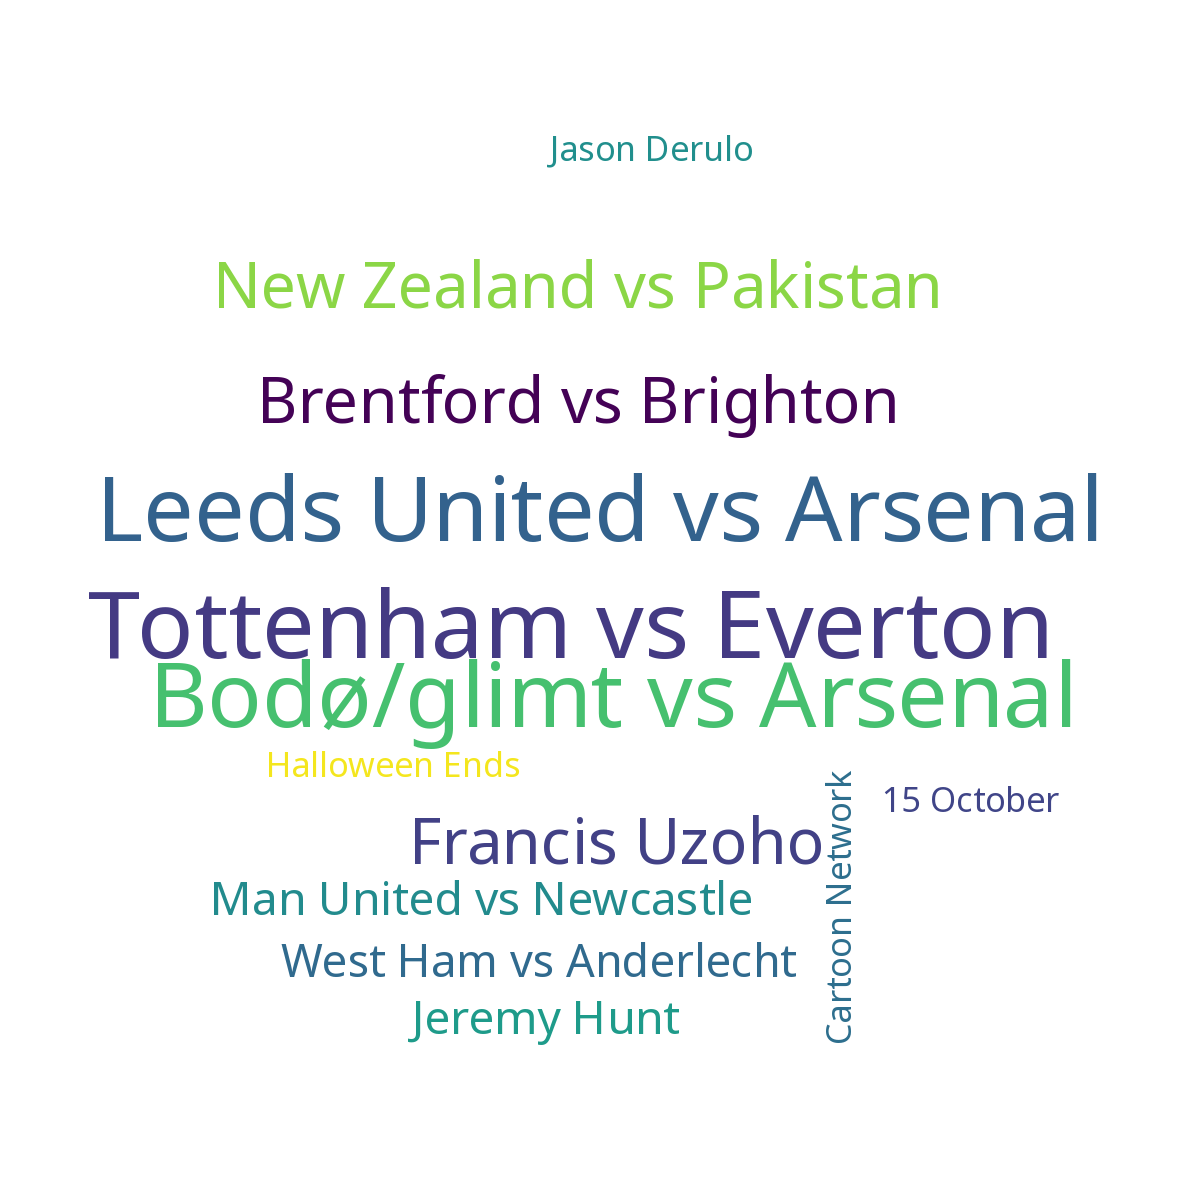 Jason Derulo
New Zealand vs Pakistan
Brentford vs Brighton
Leeds United vs Arsenal
Tottenham vs Everton
Bodø/glimt vs Arsenal
Halloween Ends
15 October
Francis Uzoho
Cartoon Network
Man United vs Newcastle
West Ham vs Anderlecht
Jeremy Hunt